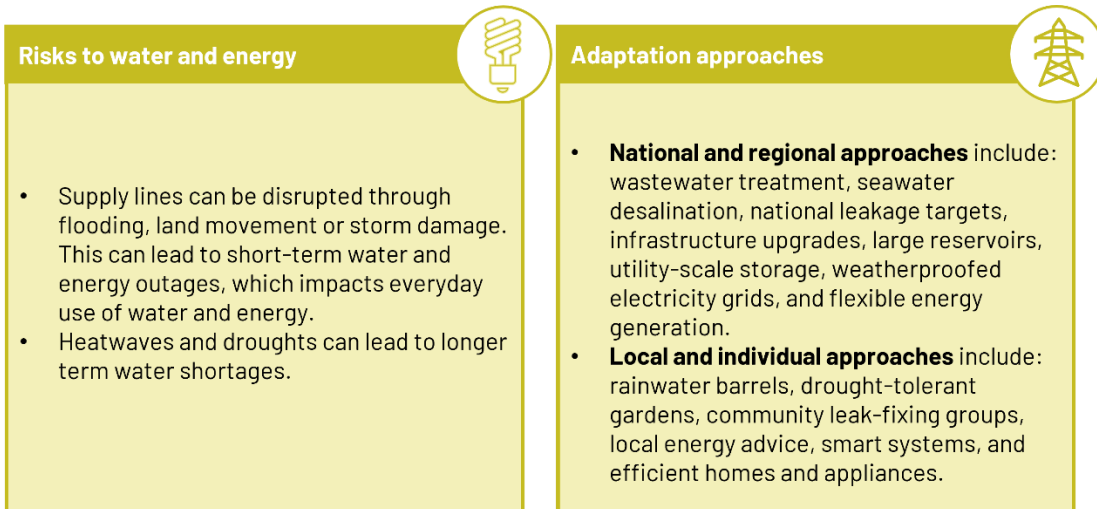 Risks to water and energy
• Supply lines can be disrupted through
flooding, land movement or storm damage.
This can lead to short-term water and
energy outages, which impacts everyday
use of water and energy.
• Heatwaves and droughts can lead to longer
term water shortages.
Adaptation approaches
• National and regional approaches include:
wastewater treatment, seawater
desalination, national leakage targets,
infrastructure upgrades, large reservoirs,
utility-scale storage, weatherproofed
electricity grids, and flexible energy
generation.
• Local and individual approaches include:
rainwater barrels, drought-tolerant
gardens, community leak-fixing groups,
local energy advice, smart systems, and
efficient homes and appliances.